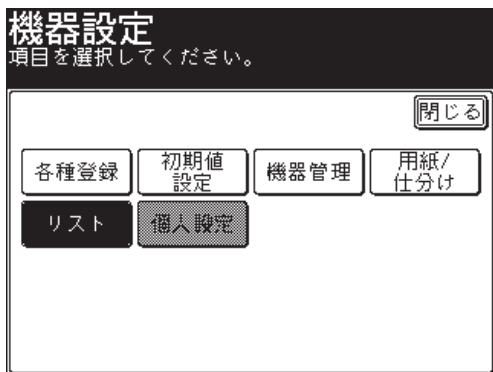 機器設定
項目を選択してください。
閉じる
各種登録
初期値
設定
機器管理
用紙/
仕分け
リスト
個人設定